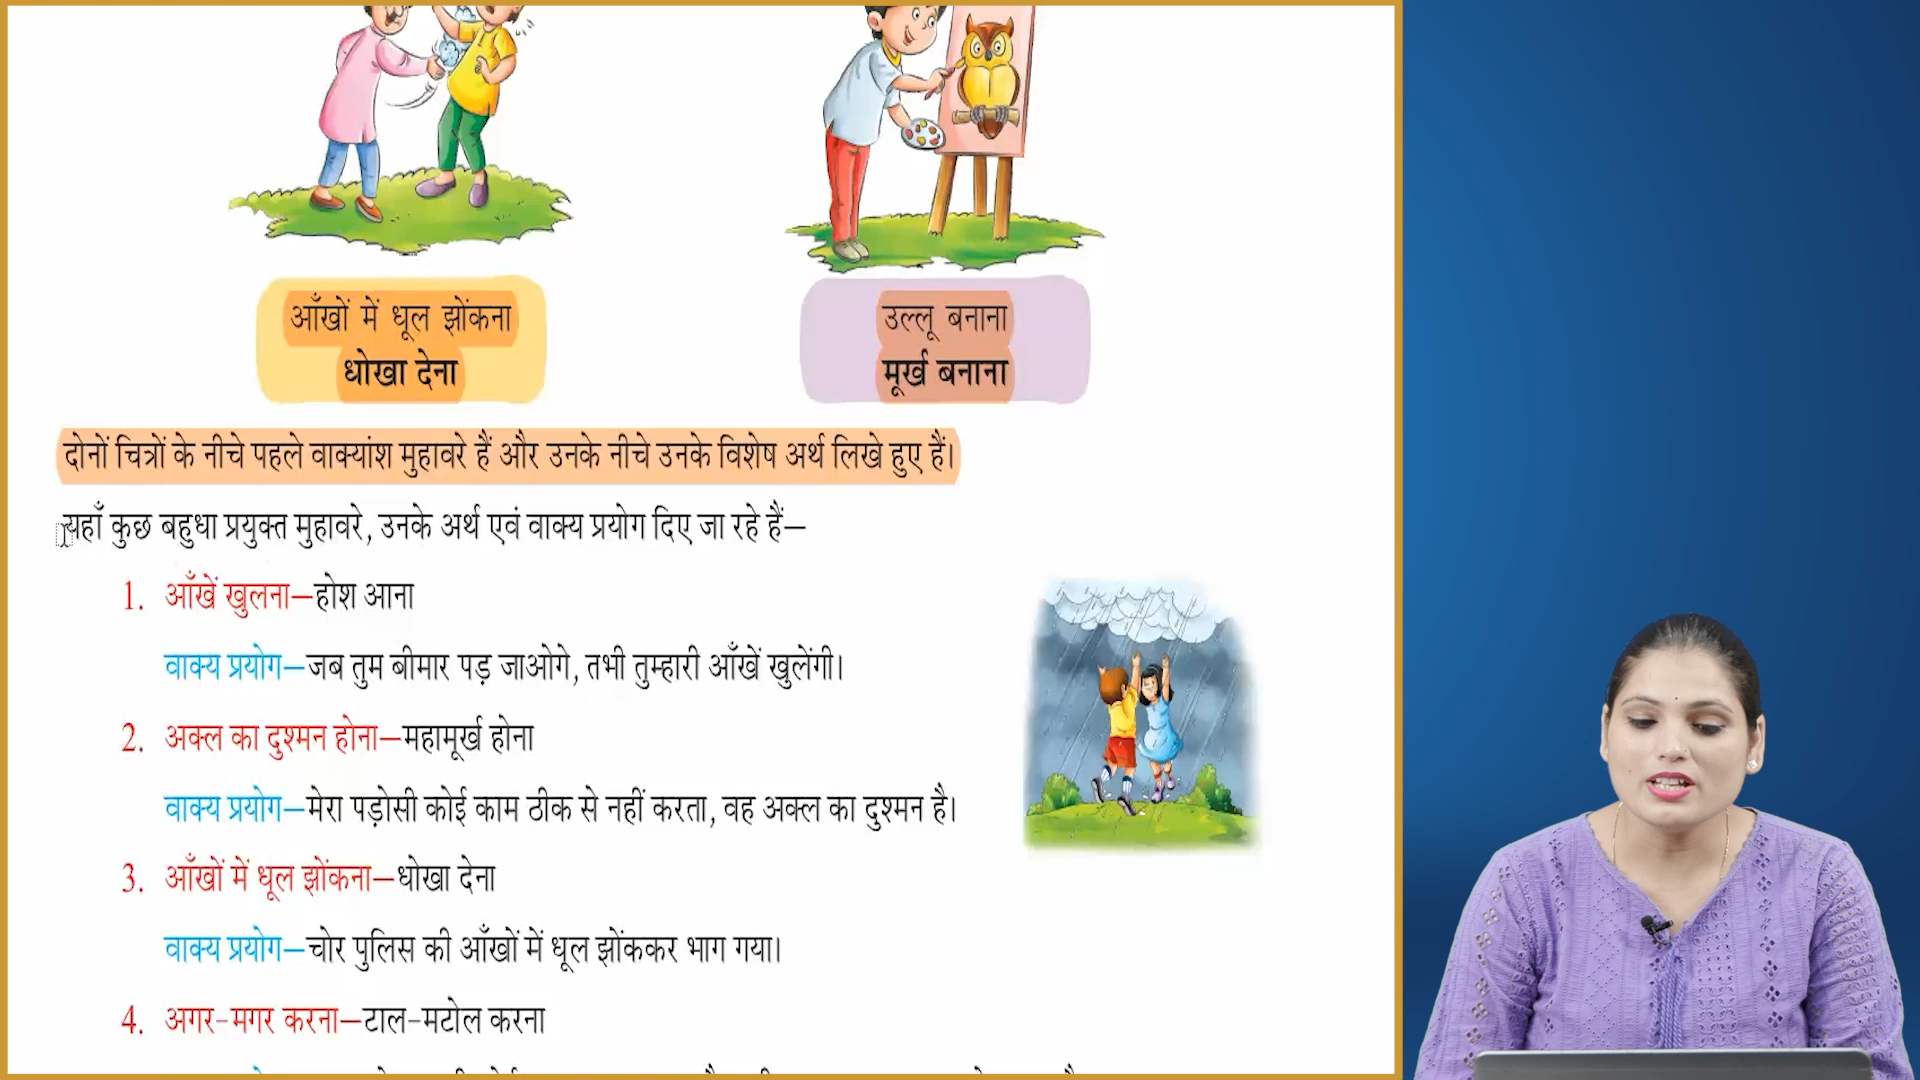 आँखों में धूल झोंकना
धोखा देना
उल्लू बनाना
मूर्ख बनाना
दोनों चित्रों के नीचे पहले वाक्यांश मुहावरे हैं और उनके नीचे उनके विशेष अर्थ लिखे हुए हैं।
यहाँ कुछ बहुधा प्रयुक्त मुहावरे, उनके अर्थ एवं वाक्य प्रयोग दिए जा रहे हैं—
1. आँखें खुलना—होश आना
वाक्य प्रयोग—जब तुम बीमार पड़ जाओगे, तभी तुम्हारी आँखें खुलेंगी।
2. अक्ल का दुश्मन होना—महामूर्ख होना
वाक्य प्रयोग—मेरा पड़ोसी कोई काम ठीक से नहीं करता, वह अक्ल का दुश्मन है।
3. आँखों में धूल झोंकना—धोखा देना
वाक्य प्रयोग—चोर पुलिस की आँखों में धूल झोंककर भाग गया।
4. अगर-मगर करना—टाल-मटोल करना